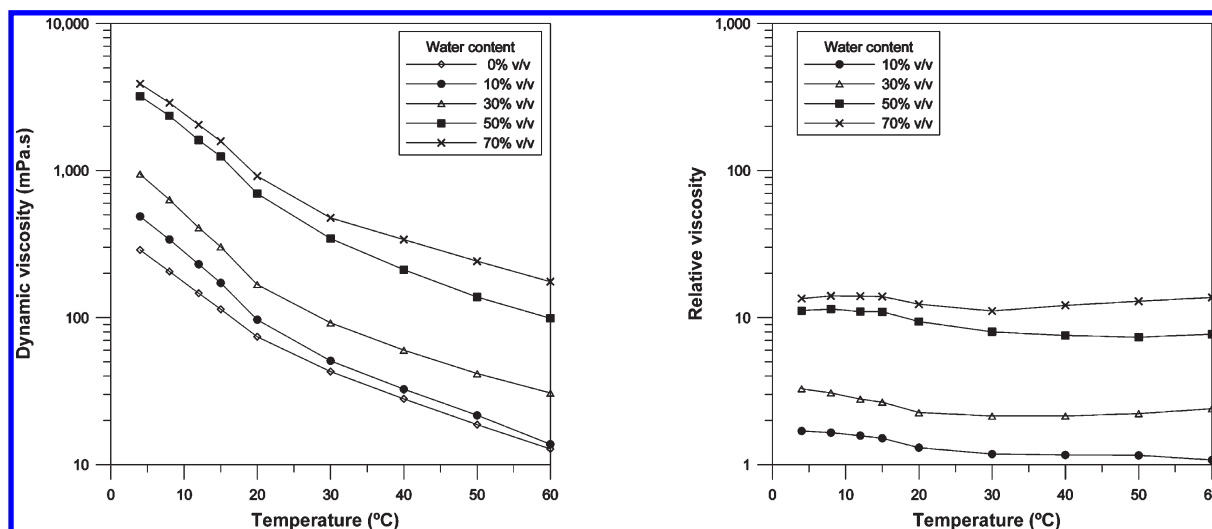 10,000
1,000
100
10
Dynamic viscosity (mPa.s)
0 10 20 30 40 50 60
Temperature (ºC)
Water content
0% v/v
10% v/v
30% v/v
50% v/v
70% v/v
1,000
100
10
1
Relative viscosity
0 10 20 30 40 50 60
Temperature (ºC)
Water content
10% v/v
30% v/v
50% v/v
70% v/v